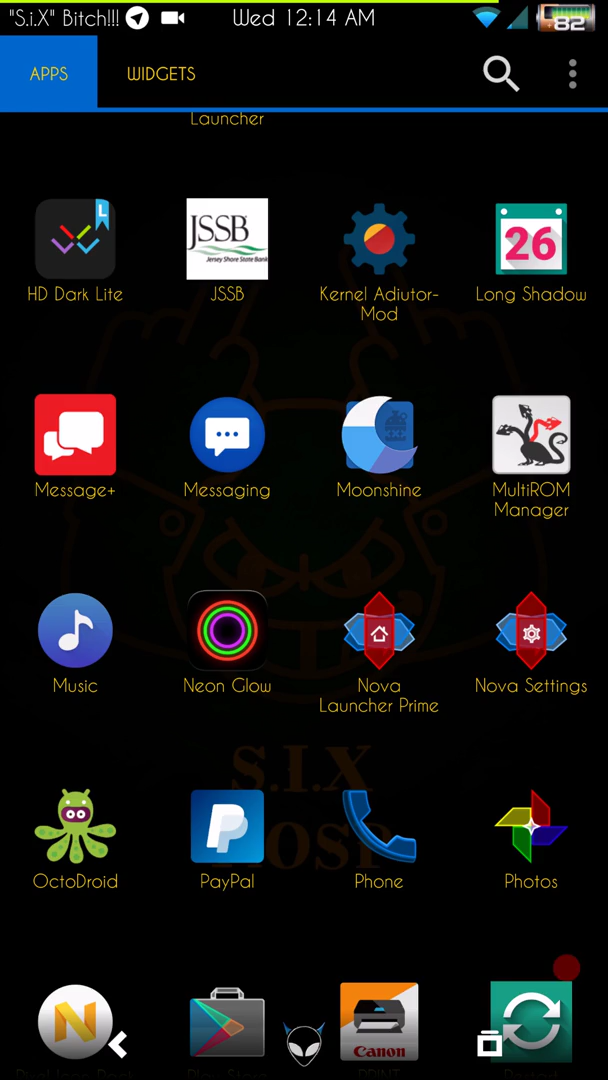 "S.i.X" Bitch!!! Wed 12:14 AM 82
APPS WIDGETS
Launcher
L
JSSB
Jersey Shore State Bank
26
HD Dark Lite JSSB Kernel Adiutor- Long Shadow
Mod
Message+ Messaging Moonshine MultiROM
Manager
Music Neon Glow Nova Nova Settings
Launcher Prime
S.I.X
OctoDroid PayPal Phone Photos
N
Canon